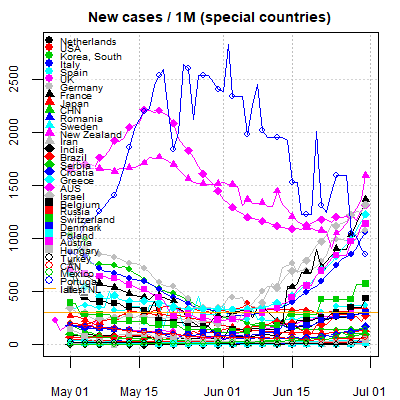 New cases / 1M (special countries)
Netherlands
USA
Korea, South
Italy
Spain
UK
Germany
France
Japan
CHN
Romania
Sweden
New Zealand
Iran
India
Brazil
Serbia
Croatia
Greece
AUS
Israel
Belgium
Russia
Switzerland
Denmark
Poland
Austria
Hungary
Turkey
CAN
Mexico
Portugal
0
500
1000
1500
2000
2500
May 01
May 15
Jun 01
Jun 15
Jul 01